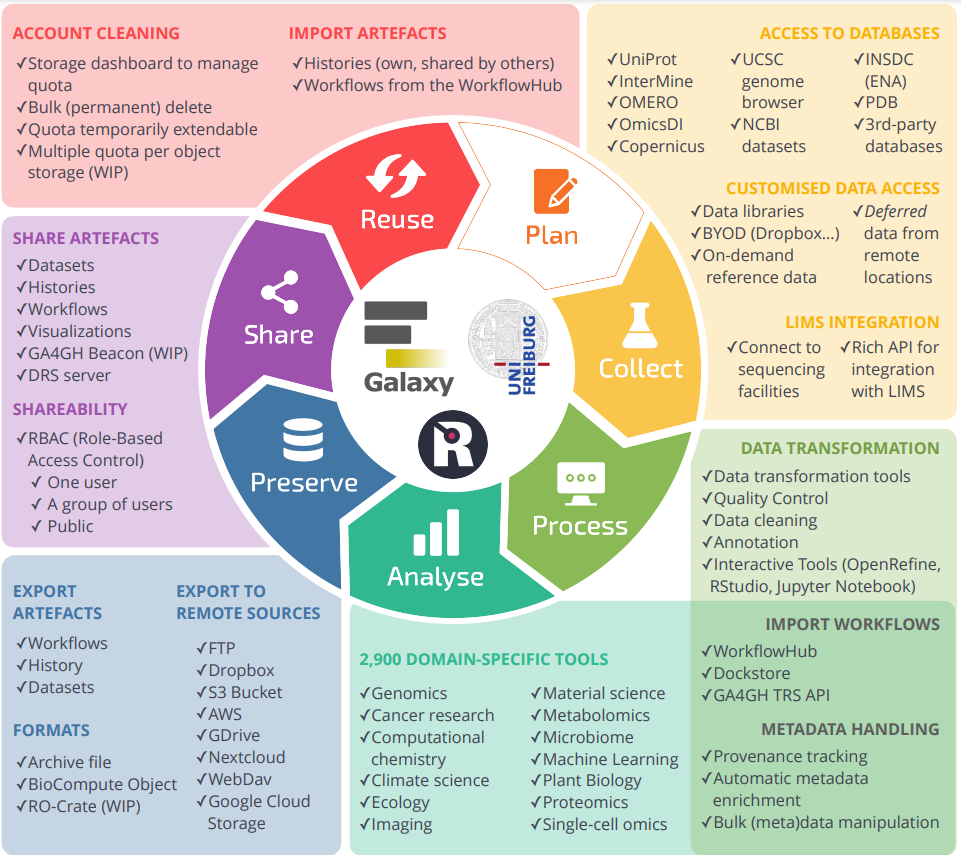 ACCOUNT CLEANING
✓Storage dashboard to manage
quota
✓Bulk (permanent) delete
✓Quota temporarily extendable
✓Multiple quota per object
storage (WIP)
IMPORT ARTEFACTS
✓Histories (own, shared by others)
✓Workflows from the WorkflowHub
ACCESS TO DATABASES
✓UniProt
✓InterMine
✓OMERO
✓OmicsDI
✓Copernicus
✓UCSC
genome
browser
✓NCBI
datasets
✓INSDC
(ENA)
✓PDB
✓3rd-party
databases
CUSTOMISED DATA ACCESS
✓Data libraries
✓BYOD (Dropbox...)
✓On-demand
reference data
✓Deferred
data from
remote
locations
LIMS INTEGRATION
✓Connect to
sequencing
facilities
✓Rich API for
integration
with LIMS
SHARE ARTEFACTS
✓Datasets
✓Histories
✓Workflows
✓Visualizations
✓GA4GH Beacon (WIP)
✓DRS server
SHAREABILITY
✓RBAC (Role-Based
Access Control)
✓ One user
✓ A group of users
✓ Public
Reuse
Plan
Share
Collect
Preserve
Process
Analyse
Galaxy
UNI
FREIBURG
R
DATA TRANSFORMATION
✓Data transformation tools
✓Quality Control
✓Data cleaning
✓Annotation
✓Interactive Tools (OpenRefine,
RStudio, Jupyter Notebook)
IMPORT WORKFLOWS
✓WorkflowHub
✓Dockstore
✓GA4GH TRS API
METADATA HANDLING
✓Provenance tracking
✓Automatic metadata
enrichment
✓Bulk (meta)data manipulation
EXPORT
ARTEFACTS
✓Workflows
✓History
✓Datasets
FORMATS
✓Archive file
✓BioCompute Object
✓RO-Crate (WIP)
EXPORT TO
REMOTE SOURCES
✓FTP
✓Dropbox
✓S3 Bucket
✓AWS
✓GDrive
✓Nextcloud
✓WebDav
✓Google Cloud
Storage
2,900 DOMAIN-SPECIFIC TOOLS
✓Genomics
✓Cancer research
✓Computational
chemistry
✓Climate science
✓Ecology
✓Imaging
✓Material science
✓Metabolomics
✓Microbiome
✓Machine Learning
✓Plant Biology
✓Proteomics
✓Single-cell omics